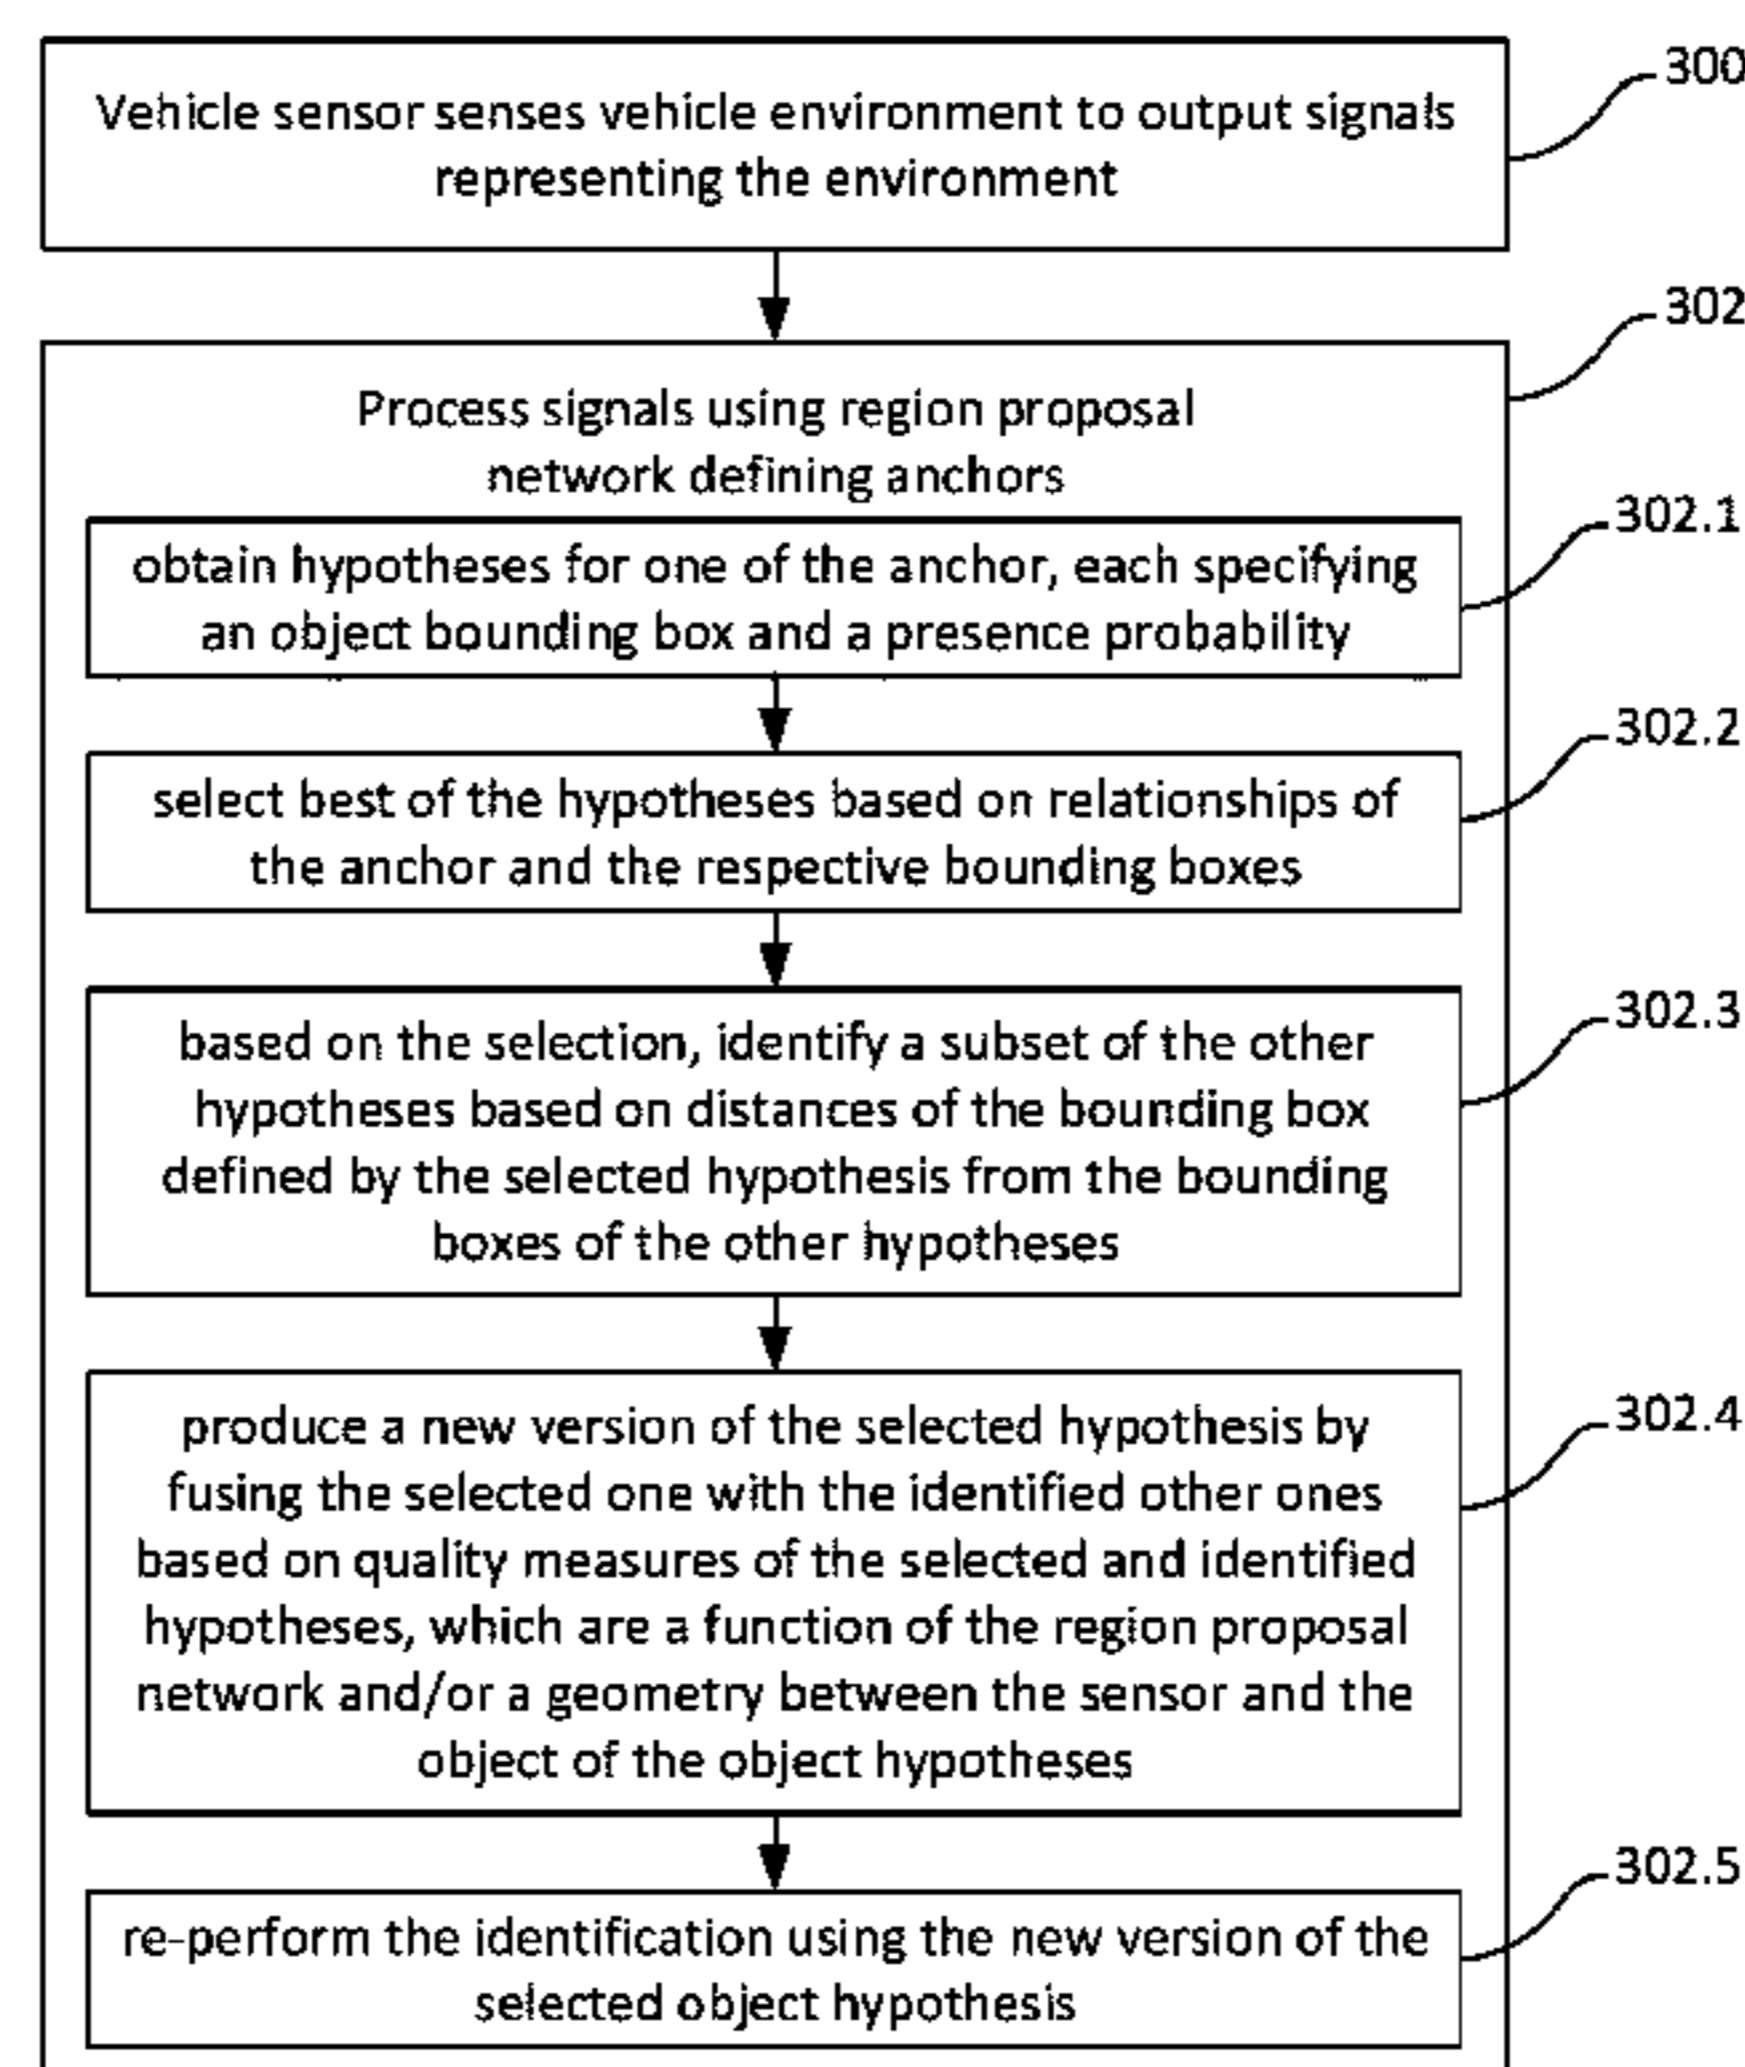 300
Vehicle sensor senses vehicle environment to output signals
representing the environment
302
Process signals using region proposal
network defining anchors
302.1
obtain hypotheses for one of the anchor, each specifying
an object bounding box and a presence probability
302.2
select best of the hypotheses based on relationships of
the anchor and the respective bounding boxes
302.3
based on the selection, identify a subset of the other
hypotheses based on distances of the bounding box
defined by the selected hypothesis from the bounding
boxes of the other hypotheses
302.4
produce a new version of the selected hypothesis by
fusing the selected one with the identified other ones
based on quality measures of the selected and identified
hypotheses, which are a function of the region proposal
network and/or a geometry between the sensor and the
object of the object hypotheses
302.5
re-perform the identification using the new version of the
selected object hypothesis